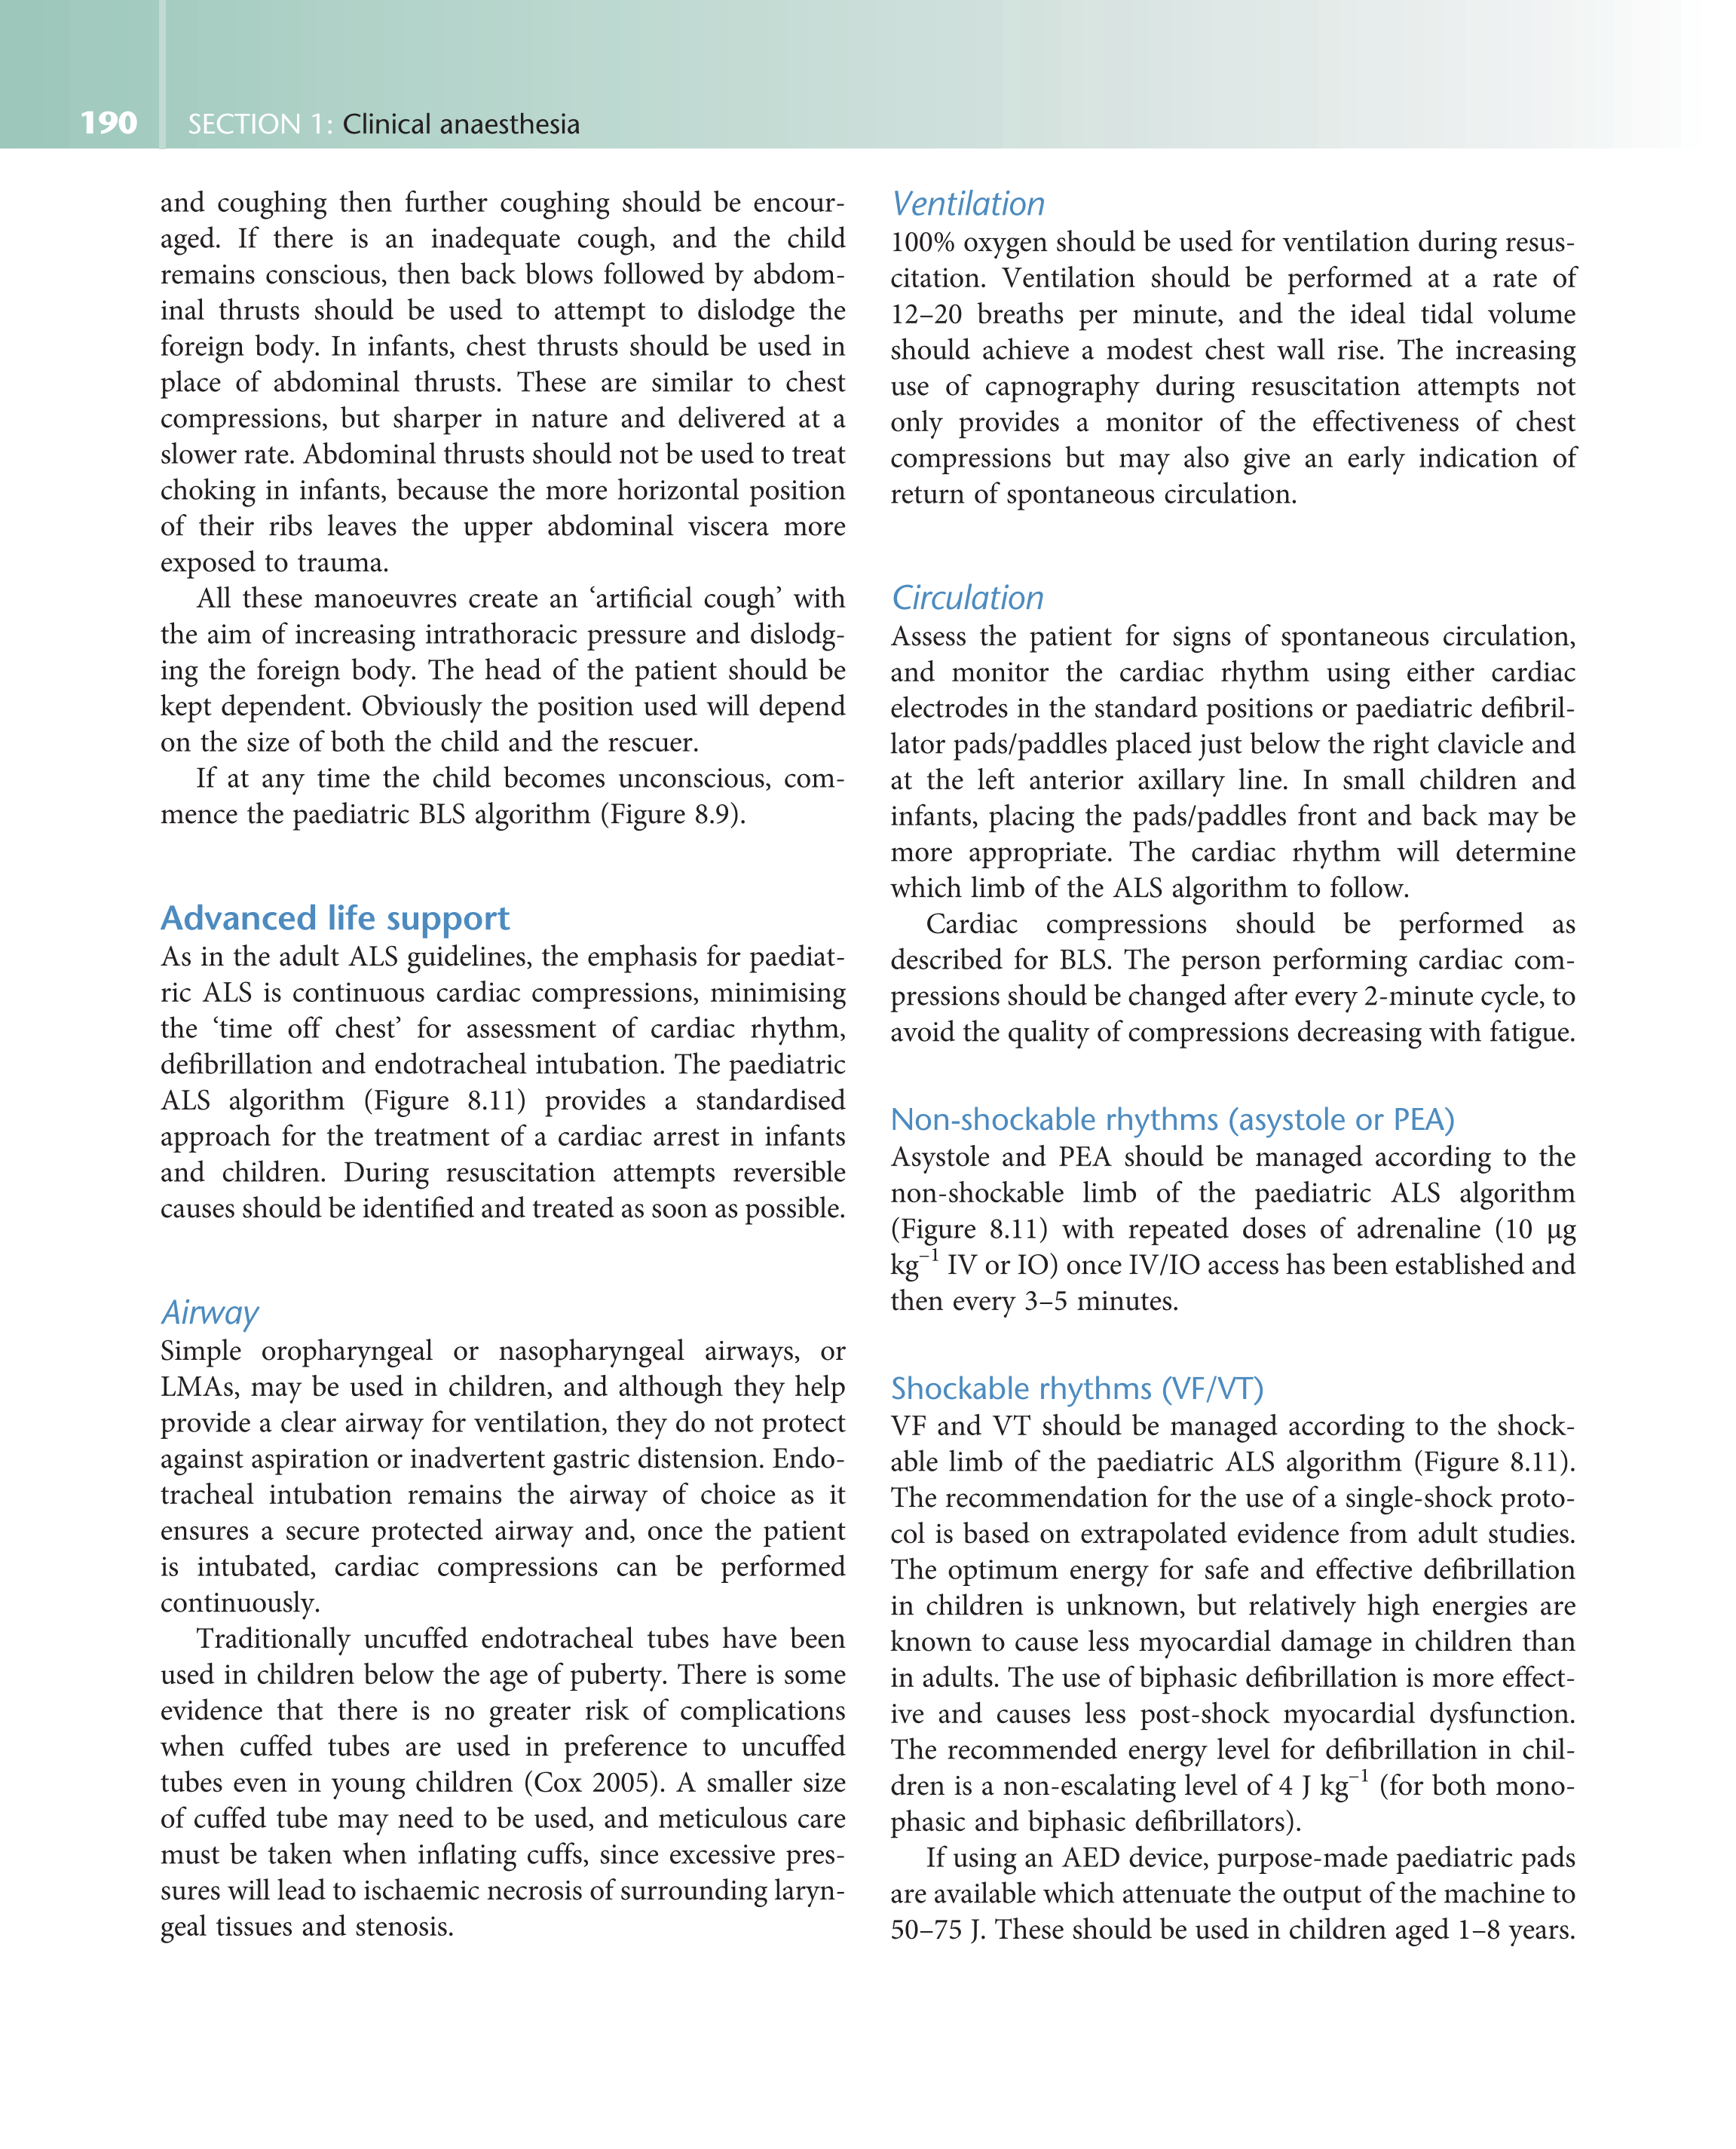 190 SECTION 1: Clinical anaesthesia
and coughing then further coughing should be encour-
aged. If there is an inadequate cough, and the child
remains conscious, then back blows followed by abdom-
inal thrusts should be used to attempt to dislodge the
foreign body. In infants, chest thrusts should be used in
place of abdominal thrusts. These are similar to chest
compressions, but sharper in nature and delivered at a
slower rate. Abdominal thrusts should not be used to treat
choking in infants, because the more horizontal position
of their ribs leaves the upper abdominal viscera more
exposed to trauma.
All these manoeuvres create an ‘artificial cough’ with
the aim of increasing intrathoracic pressure and dislodg-
ing the foreign body. The head of the patient should be
kept dependent. Obviously the position used will depend
on the size of both the child and the rescuer.
If at any time the child becomes unconscious, com-
mence the paediatric BLS algorithm (Figure 8.9).
Advanced life support
As in the adult ALS guidelines, the emphasis for paediat-
ric ALS is continuous cardiac compressions, minimising
the ‘time off chest’ for assessment of cardiac rhythm,
defibrillation and endotracheal intubation. The paediatric
ALS algorithm (Figure 8.11) provides a standardised
approach for the treatment of a cardiac arrest in infants
and children. During resuscitation attempts reversible
causes should be identified and treated as soon as possible.
Airway
Simple oropharyngeal or nasopharyngeal airways, or
LMAs, may be used in children, and although they help
provide a clear airway for ventilation, they do not protect
against aspiration or inadvertent gastric distension. Endo-
tracheal intubation remains the airway of choice as it
ensures a secure protected airway and, once the patient
is intubated, cardiac compressions can be performed
continuously.
Traditionally uncuffed endotracheal tubes have been
used in children below the age of puberty. There is some
evidence that there is no greater risk of complications
when cuffed tubes are used in preference to uncuffed
tubes even in young children (Cox 2005). A smaller size
of cuffed tube may need to be used, and meticulous care
must be taken when inflating cuffs, since excessive pres-
sures will lead to ischaemic necrosis of surrounding laryn-
geal tissues and stenosis.
Ventilation
100% oxygen should be used for ventilation during resus-
citation. Ventilation should be performed at a rate of
12–20 breaths per minute, and the ideal tidal volume
should achieve a modest chest wall rise. The increasing
use of capnography during resuscitation attempts not
only provides a monitor of the effectiveness of chest
compressions but may also give an early indication of
return of spontaneous circulation.
Circulation
Assess the patient for signs of spontaneous circulation,
and monitor the cardiac rhythm using either cardiac
electrodes in the standard positions or paediatric defibril-
lator pads/paddles placed just below the right clavicle and
at the left anterior axillary line. In small children and
infants, placing the pads/paddles front and back may be
more appropriate. The cardiac rhythm will determine
which limb of the ALS algorithm to follow.
Cardiac compressions should be performed as
described for BLS. The person performing cardiac com-
pressions should be changed after every 2-minute cycle, to
avoid the quality of compressions decreasing with fatigue.
Non-shockable rhythms (asystole or PEA)
Asystole and PEA should be managed according to the
non-shockable limb of the paediatric ALS algorithm
(Figure 8.11) with repeated doses of adrenaline (10 μg
kg⁻¹ IV or IO) once IV/IO access has been established and
then every 3–5 minutes.
Shockable rhythms (VF/VT)
VF and VT should be managed according to the shock-
able limb of the paediatric ALS algorithm (Figure 8.11).
The recommendation for the use of a single-shock proto-
col is based on extrapolated evidence from adult studies.
The optimum energy for safe and effective defibrillation
in children is unknown, but relatively high energies are
known to cause less myocardial damage in children than
in adults. The use of biphasic defibrillation is more effect-
ive and causes less post-shock myocardial dysfunction.
The recommended energy level for defibrillation in chil-
dren is a non-escalating level of 4 J kg⁻¹ (for both mono-
phasic and biphasic defibrillators).
If using an AED device, purpose-made paediatric pads
are available which attenuate the output of the machine to
50–75 J. These should be used in children aged 1–8 years.